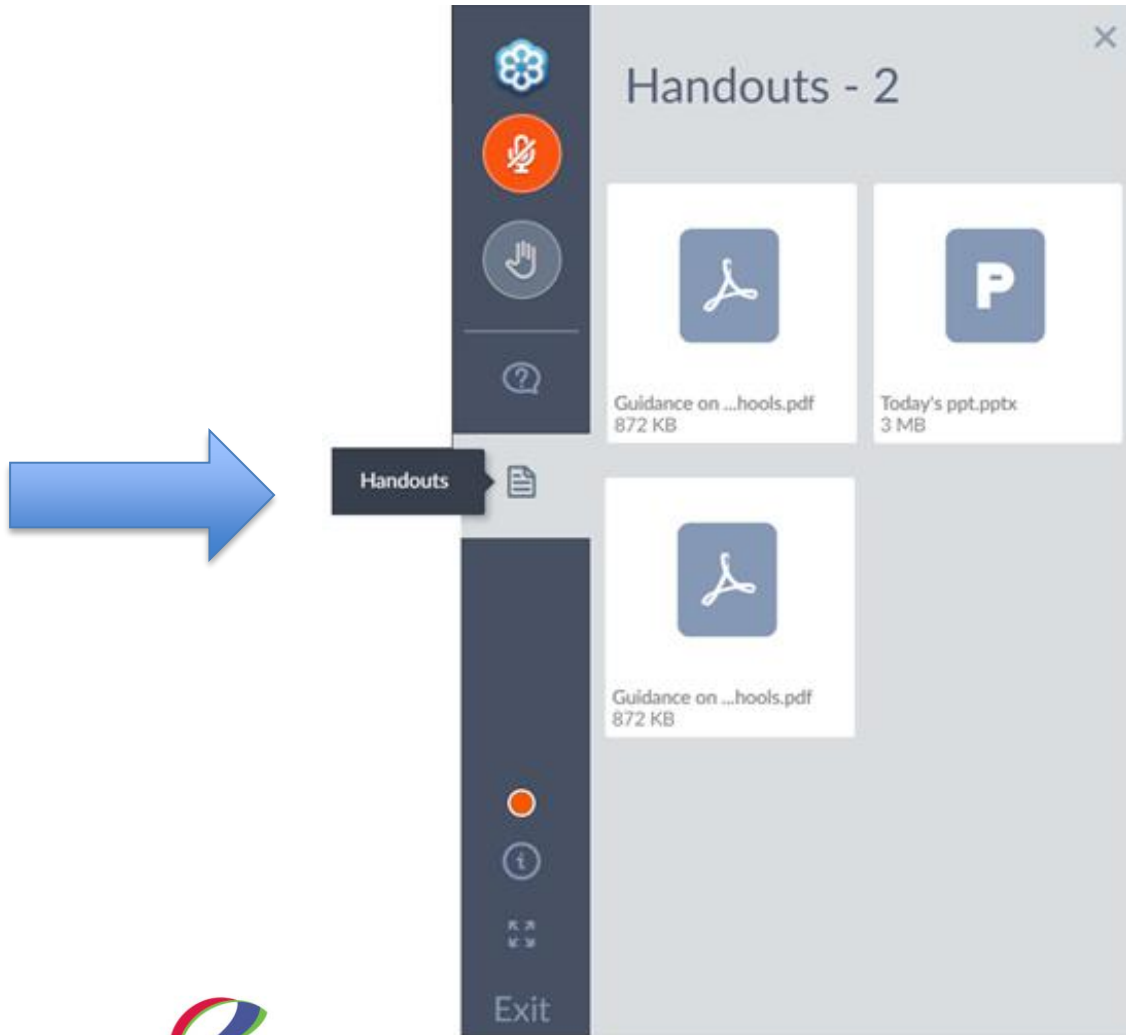 Handouts - 2
Guidance on ...hools.pdf
872 KB
Today's ppt.pptx
3 MB
Handouts
Guidance on ...hools.pdf
872 KB
Exit